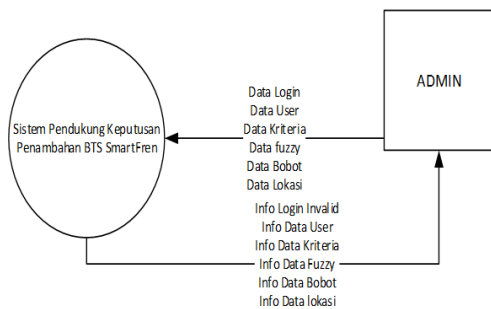 ADMIN
Data Login
Data User
Data Kriteria
Data fuzzy
Data Bobot
Data Lokasi
Sistem Pendukung Keputusan
Penambahan BTS SmartFren
Info Login Invalid
Info Data User
Info Data Kriteria
Info Data Fuzzy
Info Data Bobot
Info Data lokasi